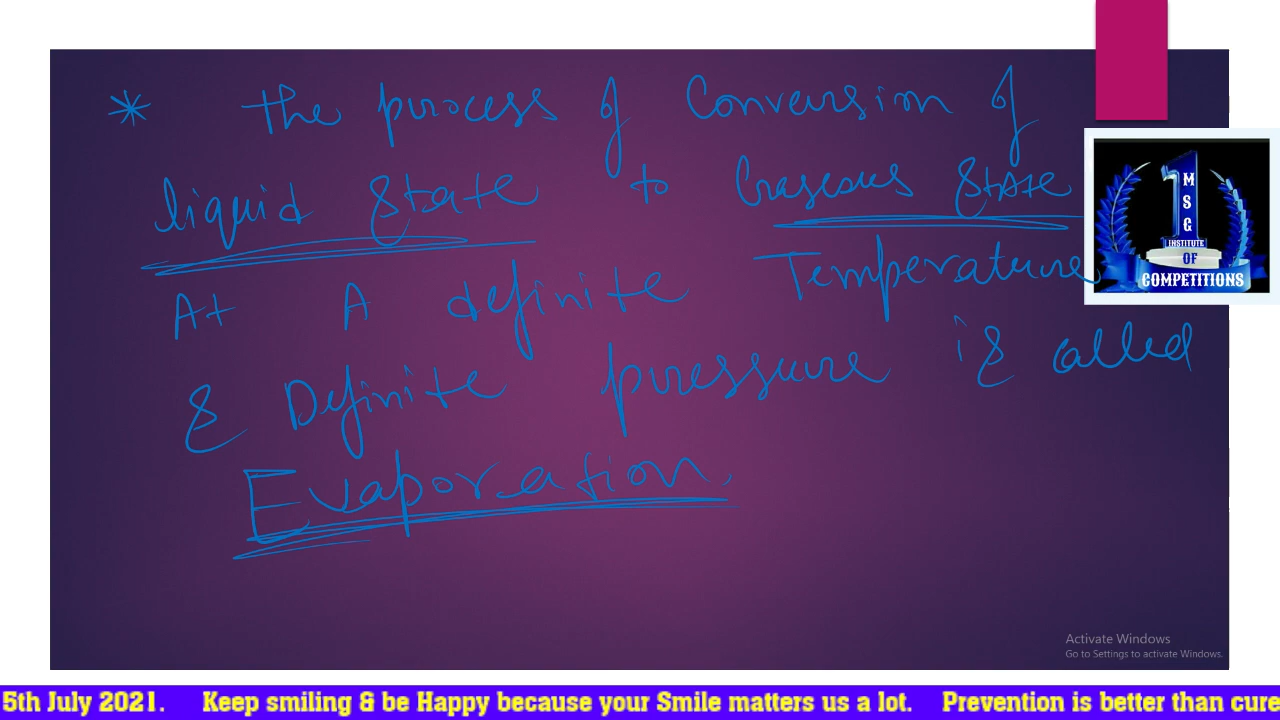 * The process of Conversion of
liquid State to Gaseous State
At A definite Temperature
& Definite pressure is called
Evaporation.
1
MSG
INSTITUTE
OF
COMPETITIONS
Activate Windows
Go to Settings to activate Windows.
5th July 2021. Keep smiling & be Happy because your Smile matters us a lot. Prevention is better than cure